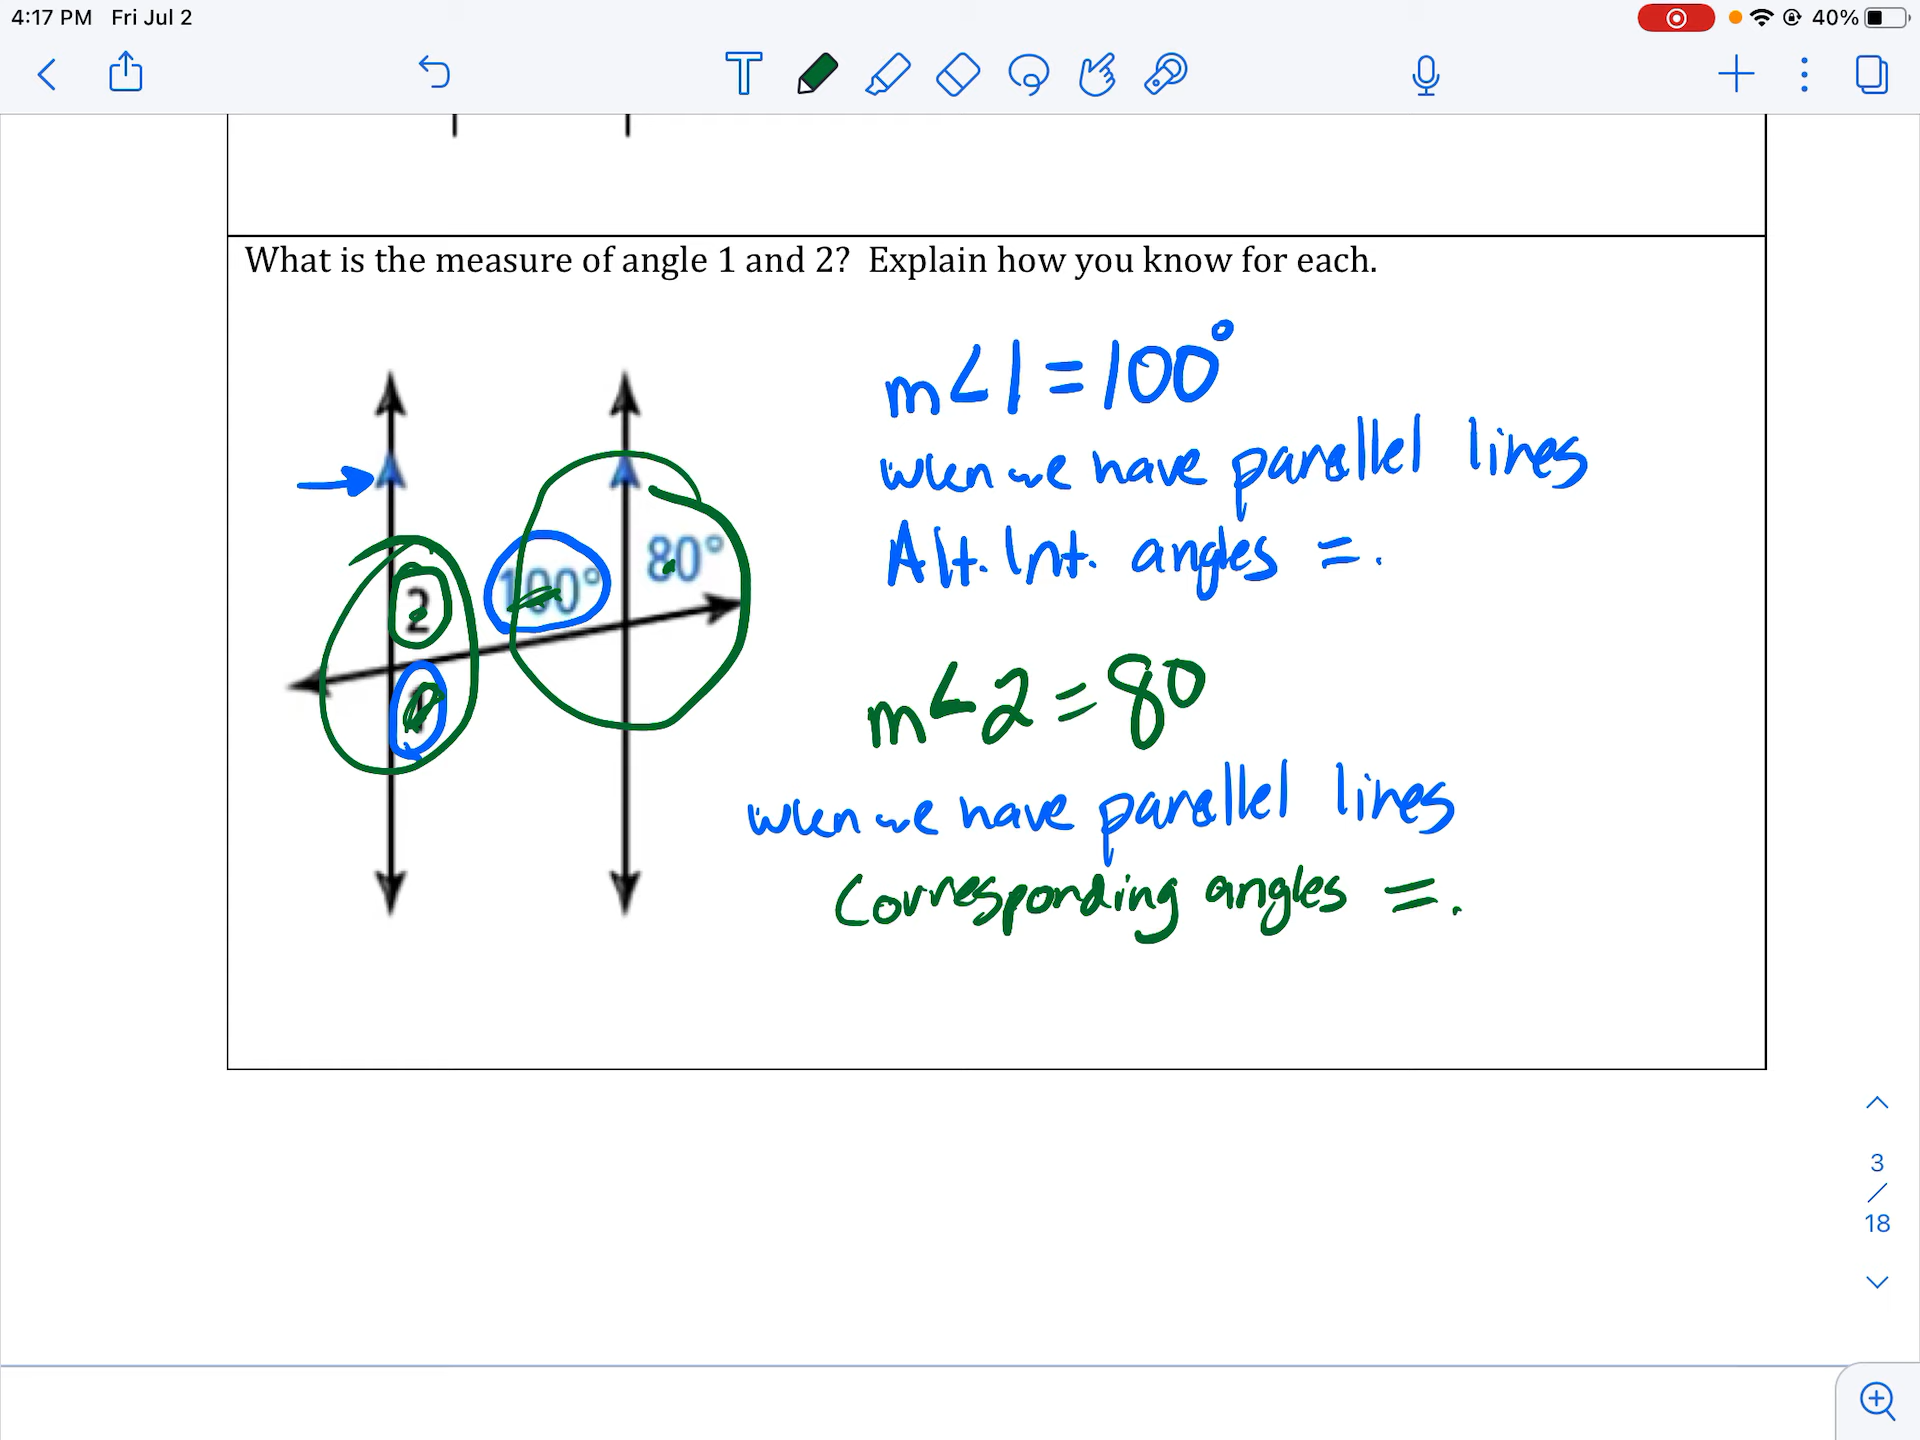 4:17 PM Fri Jul 2
40%
T
What is the measure of angle 1 and 2? Explain how you know for each.
m<1 = 100°
when we have parallel lines
Alt. Int. angles =.
100°
80°
2
1
m<2 = 80
when we have parallel lines
Corresponding angles =.
3
/
18